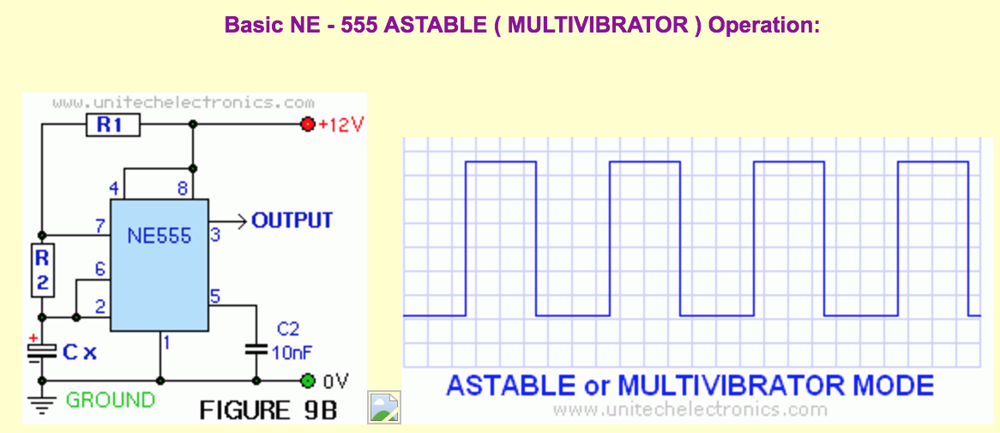 Basic NE - 555 ASTABLE ( MULTIVIBRATOR ) Operation:
www.unitechelectronics.com
R1
+12V
4
8
7
NE555
OUTPUT
3
R
2
6
2
5
1
C2
10nF
+
C x
0V
GROUND
FIGURE 9B
ASTABLE or MULTIVIBRATOR MODE
www.unitechelectronics.com